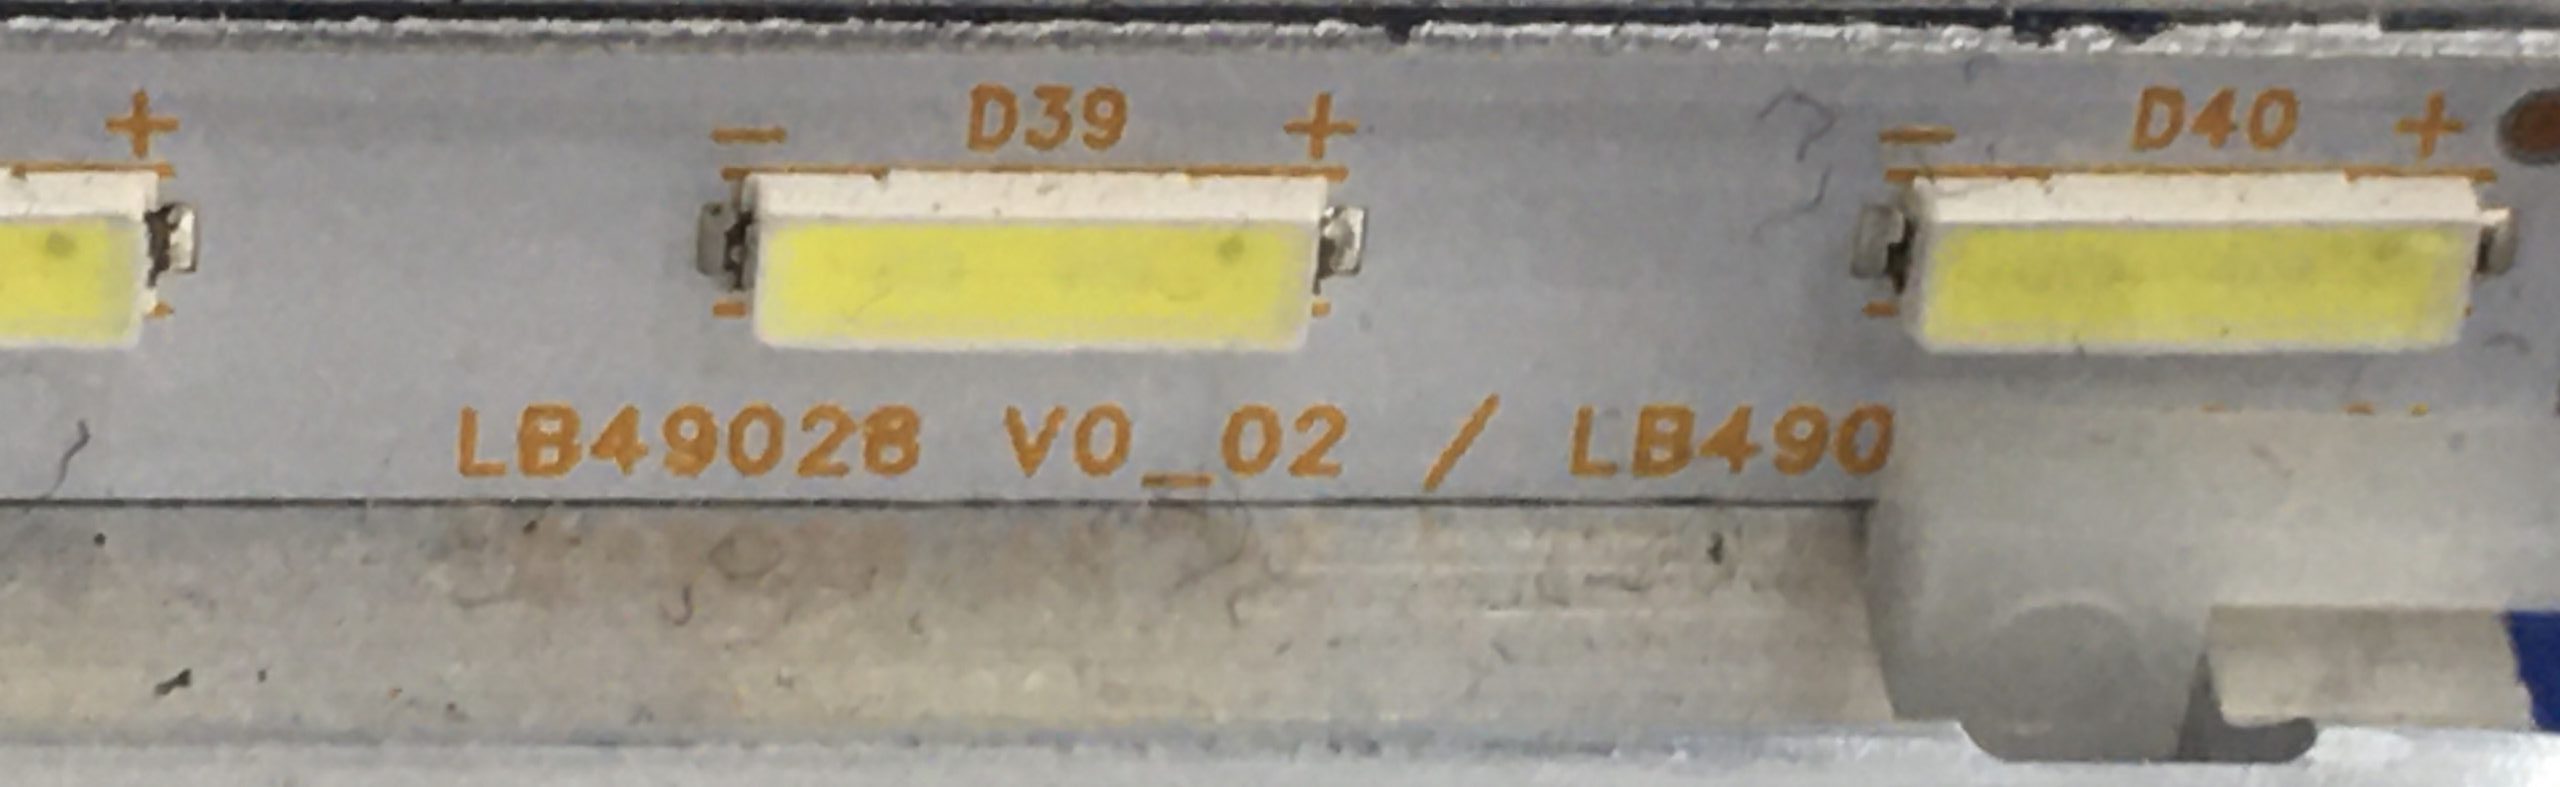 + - D39 + - D40 +
LB49028 V0_02 / LB490